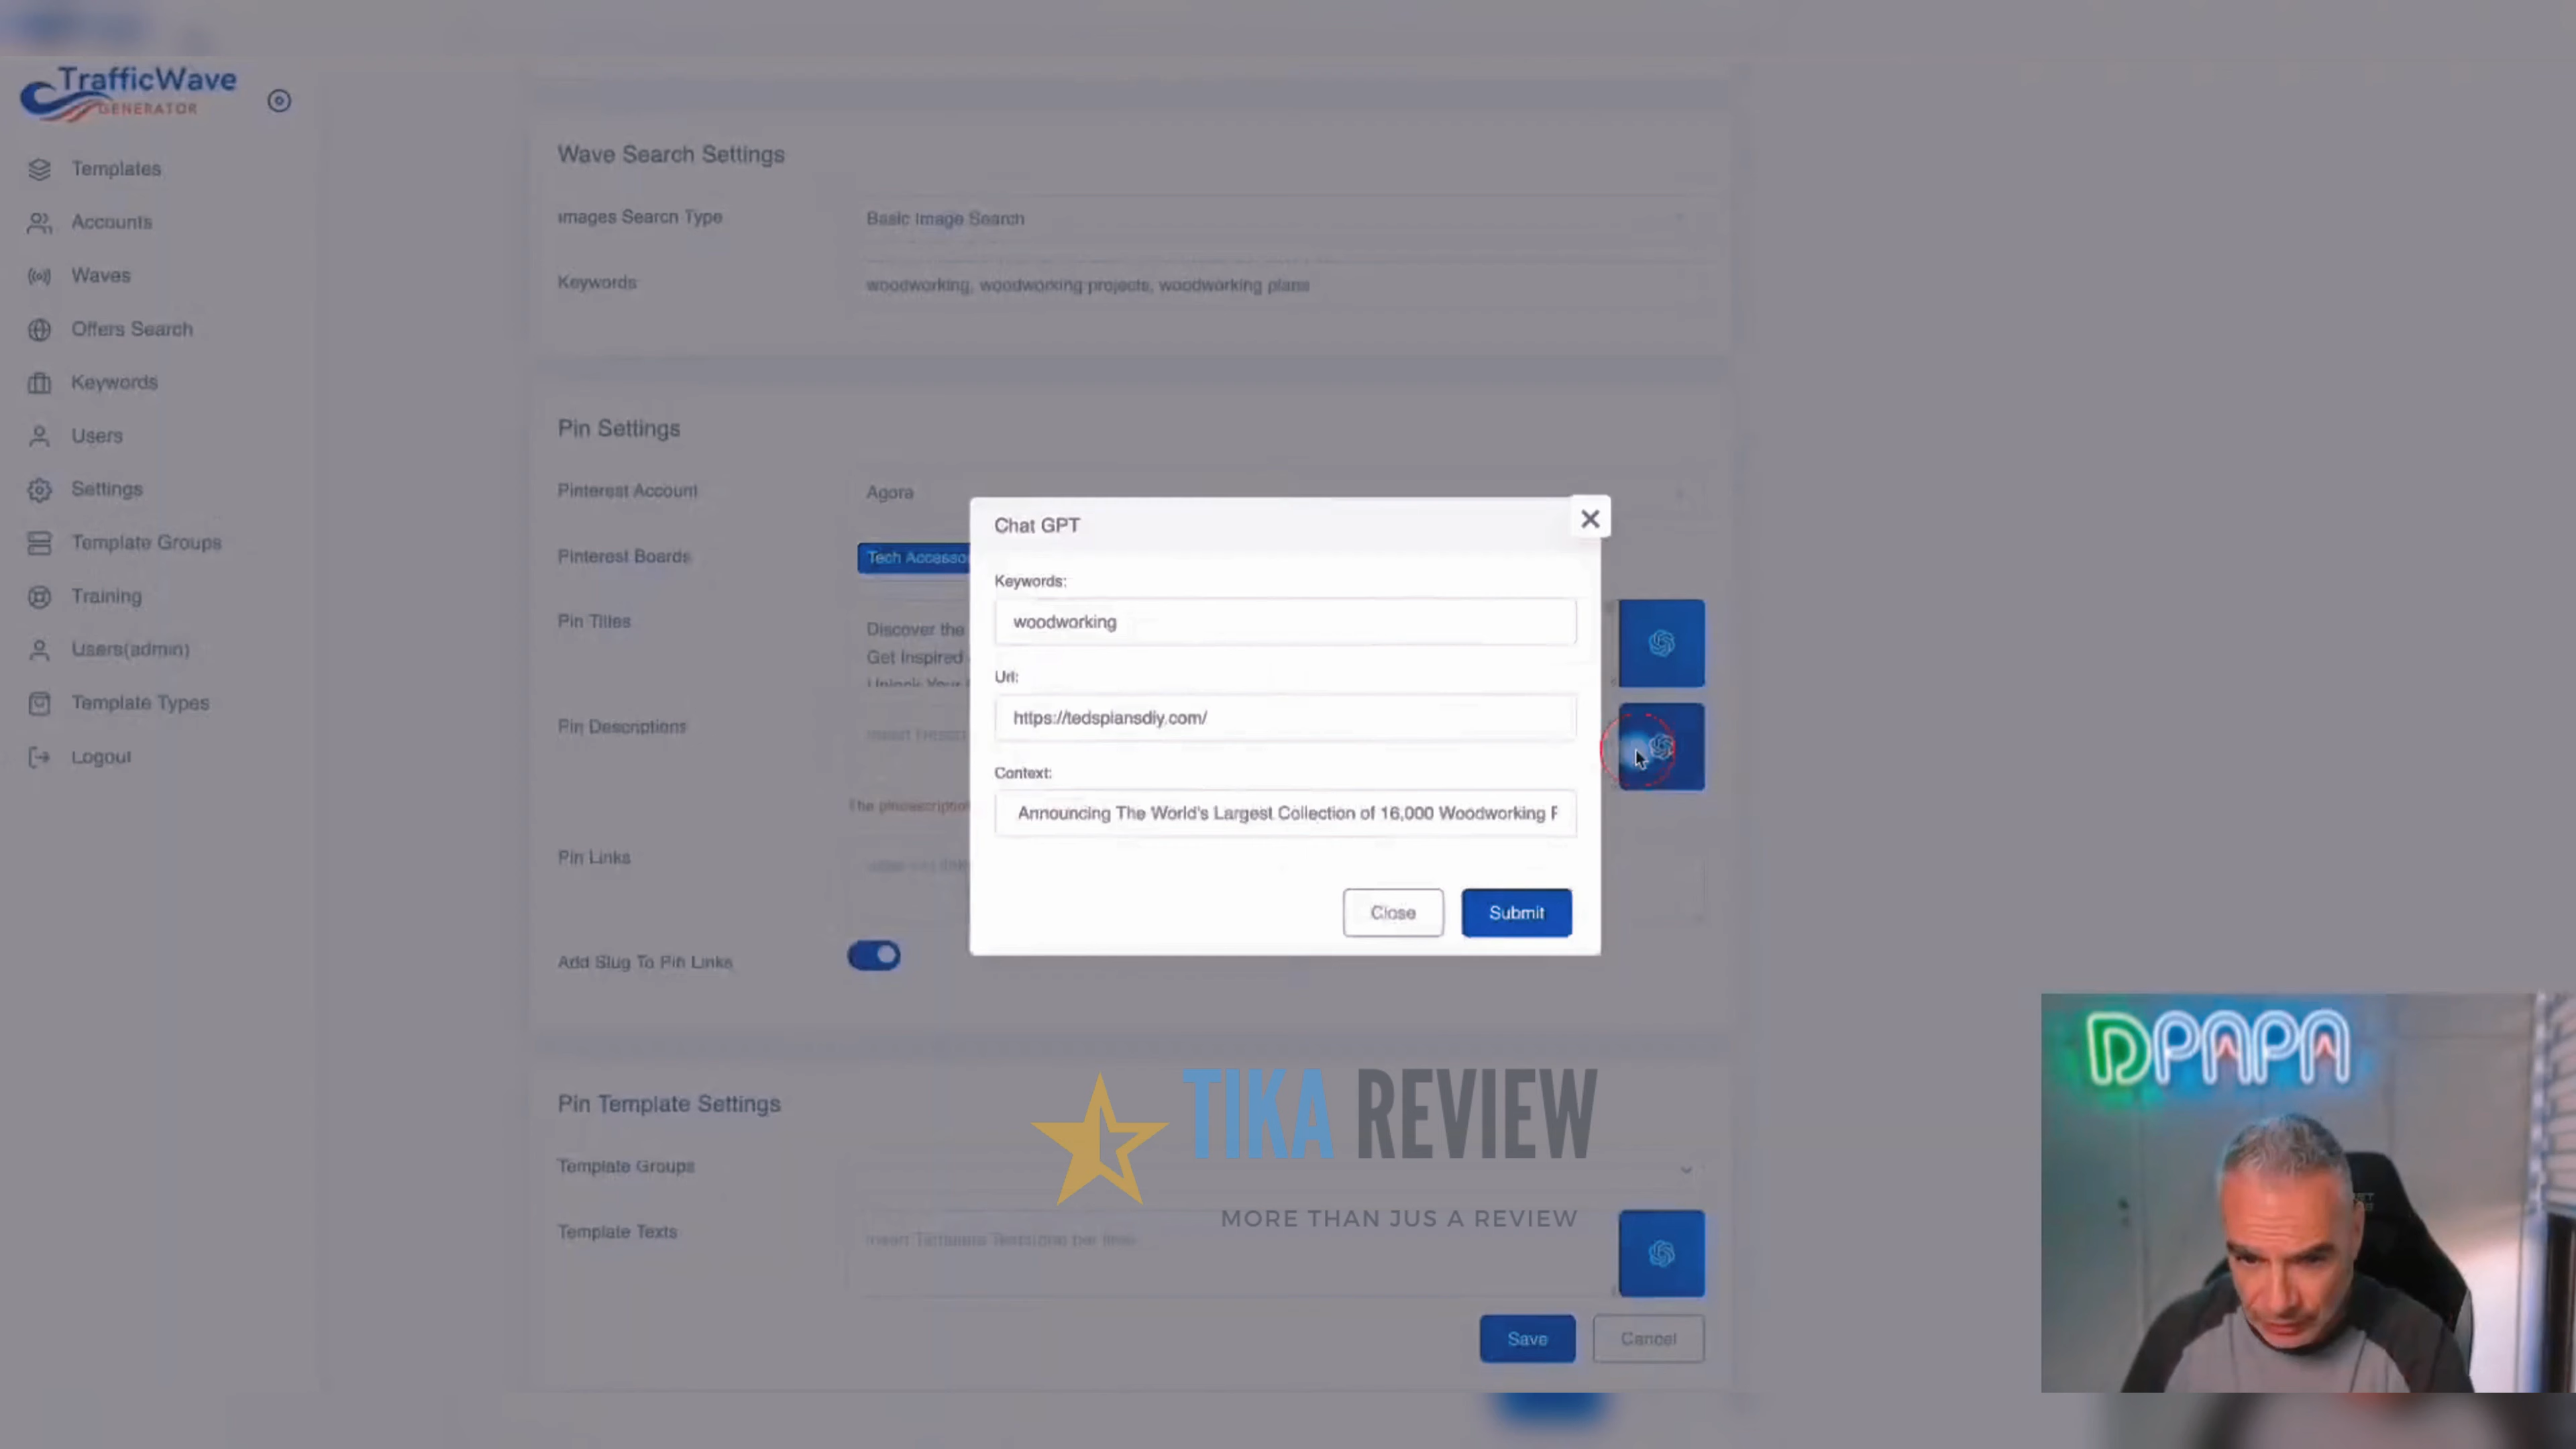 TrafficWave
GENERATOR
Templates
Accounts
Waves
Offers Search
Keywords
Users
Settings
Template Groups
Training
Users(admin)
Template Types
Logout
Wave Search Settings
Images Search Type
Basic Image Search
Keywords
woodworking, woodworking projects, woodworking plans
Pin Settings
Pinterest Account
Agora
Pinterest Boards
Tech Accessor
Pin Titles
Discover the
Get Inspired
Unlock Your
Pin Descriptions
Pin Links
Add Slug To Pin Links
Chat GPT
Keywords:
woodworking
Url:
https://tedsplansdiy.com/
Context:
Announcing The World's Largest Collection of 16,000 Woodworking P
Close
Submit
Pin Template Settings
Template Groups
Template Texts
Save
Cancel
TIKA REVIEW
MORE THAN JUS A REVIEW
DPAPA